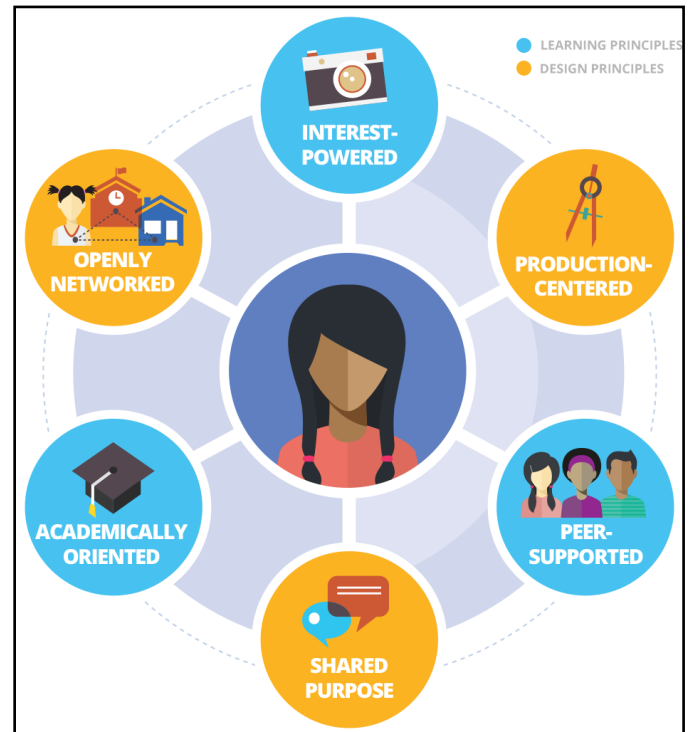 LEARNING PRINCIPLES
DESIGN PRINCIPLES
INTEREST-
POWERED
OPENLY
NETWORKED
PRODUCTION-
CENTERED
ACADEMICALLY
ORIENTED
PEER-
SUPPORTED
SHARED
PURPOSE